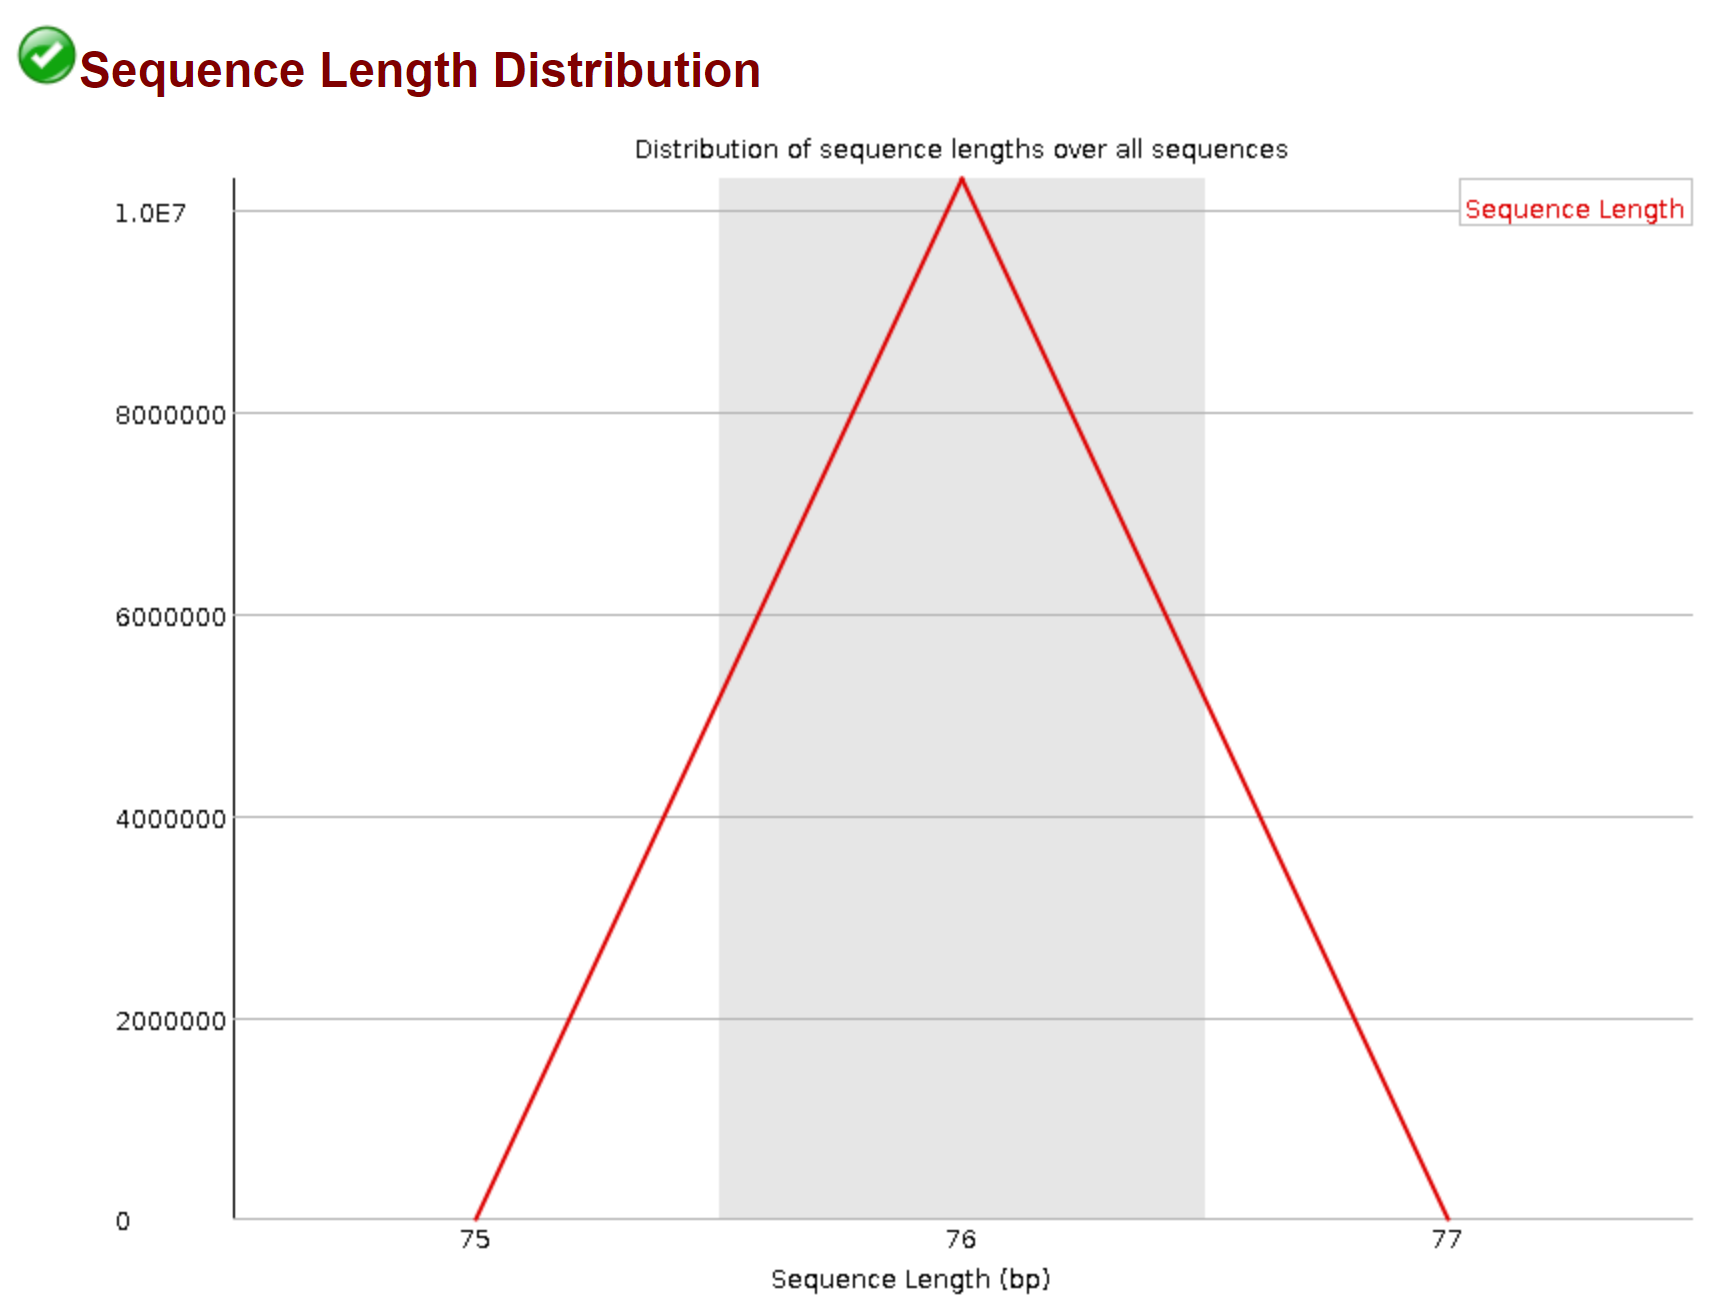 Sequence Length Distribution
Distribution of sequence lengths over all sequences
Sequence Length
1.0E7
8000000
6000000
4000000
2000000
0
75
76
77
Sequence Length (bp)